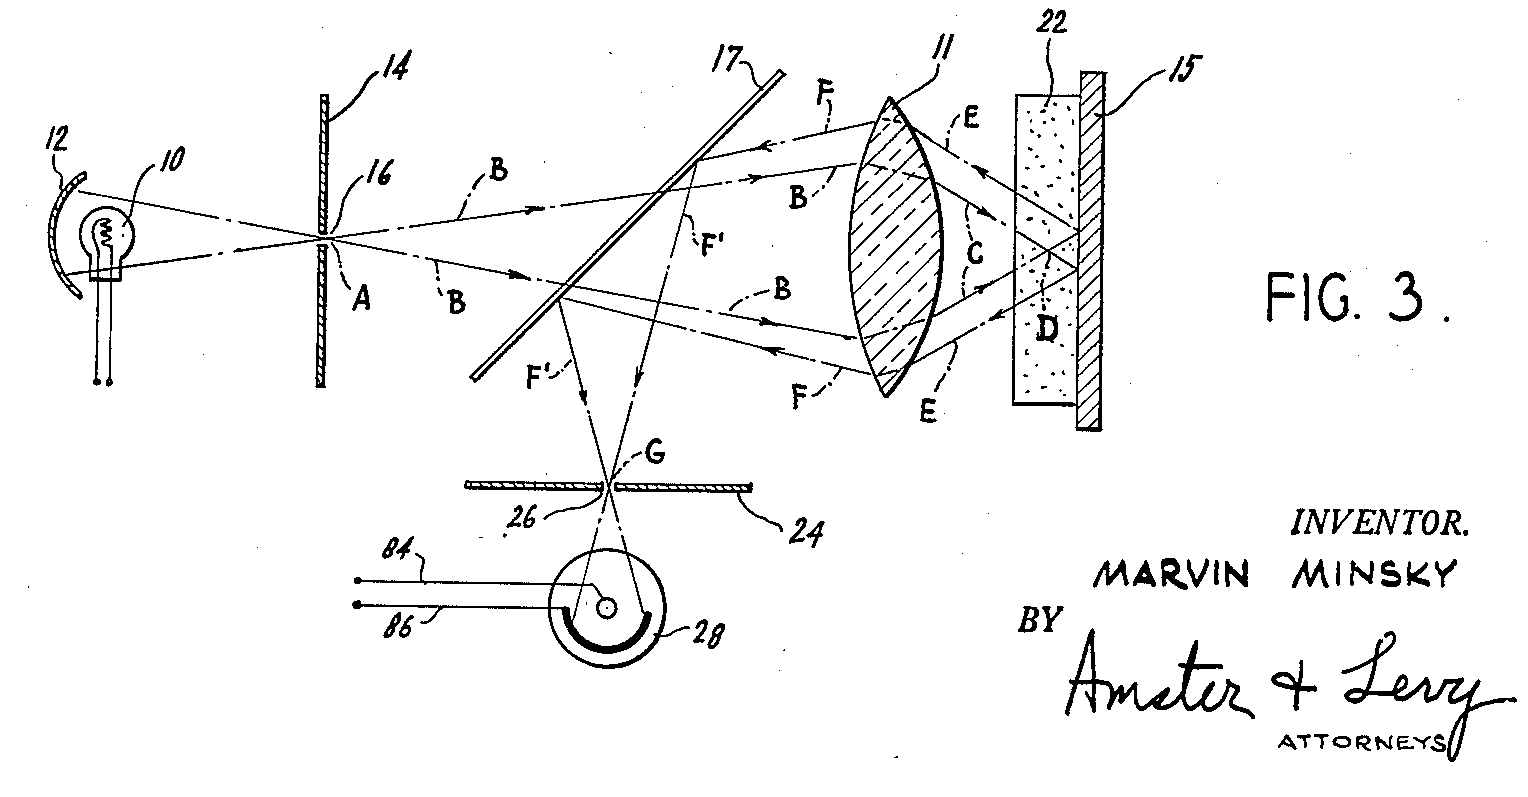 22
11
17
14
15
F
E
12
10
16
B
B
F'
C
A
B
B
D
F'
F
E
FIG. 3.
G
26
24
84
86
28
INVENTOR.
MARVIN MINSKY
BY
Amster & Levy
ATTORNEYS